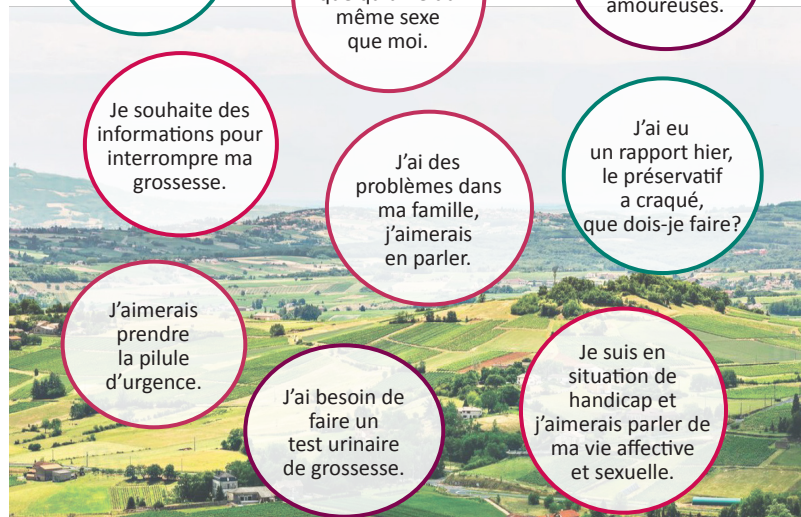 même sexe
que moi.
amoureuses.
Je souhaite des
informations pour
interrompre ma
grossesse.
J'ai des
problèmes dans
ma famille,
j'aimerais
en parler.
J'ai eu
un rapport hier,
le préservatif
a craqué,
que dois-je faire?
J'aimerais
prendre
la pilule
d'urgence.
J'ai besoin de
faire un
test urinaire
de grossesse.
Je suis en
situation de
handicap et
j'aimerais parler de
ma vie affective
et sexuelle.